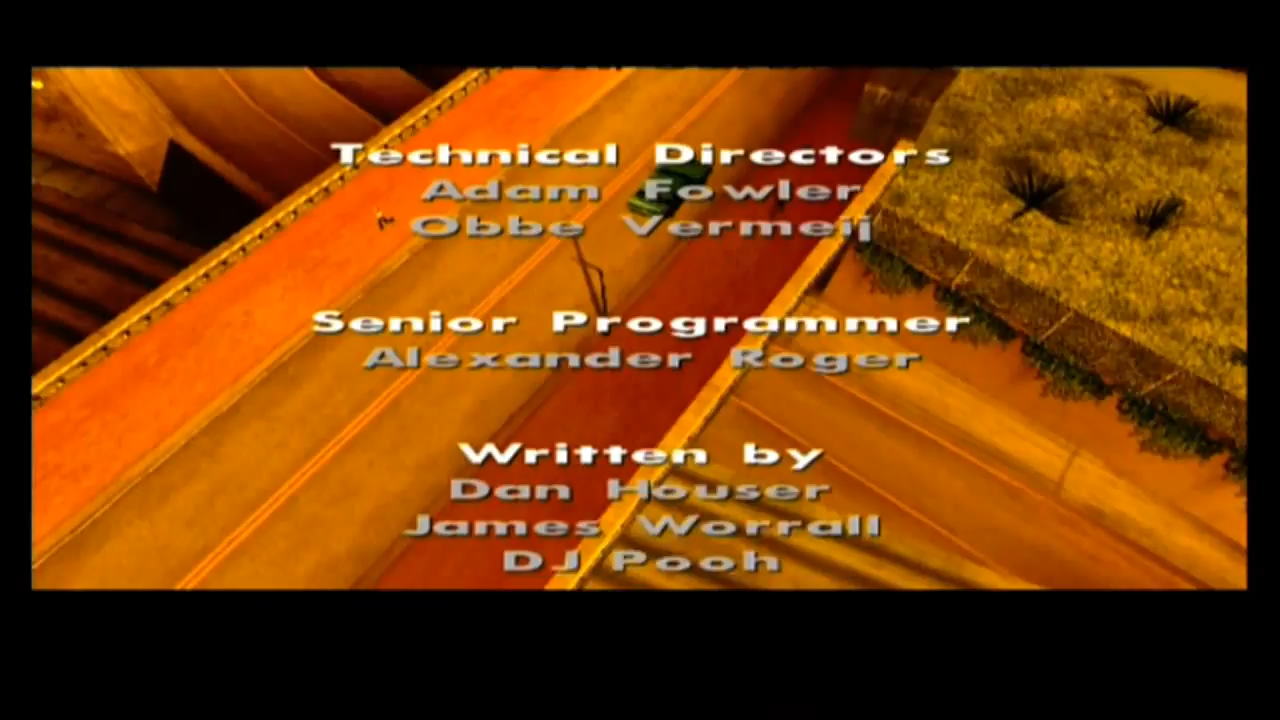 Technical Directors
Adam Fowler
Obbe Vermeij
Senior Programmer
Alexander Roger
Written by
Dan Houser
James Worrall
DJ Pooh